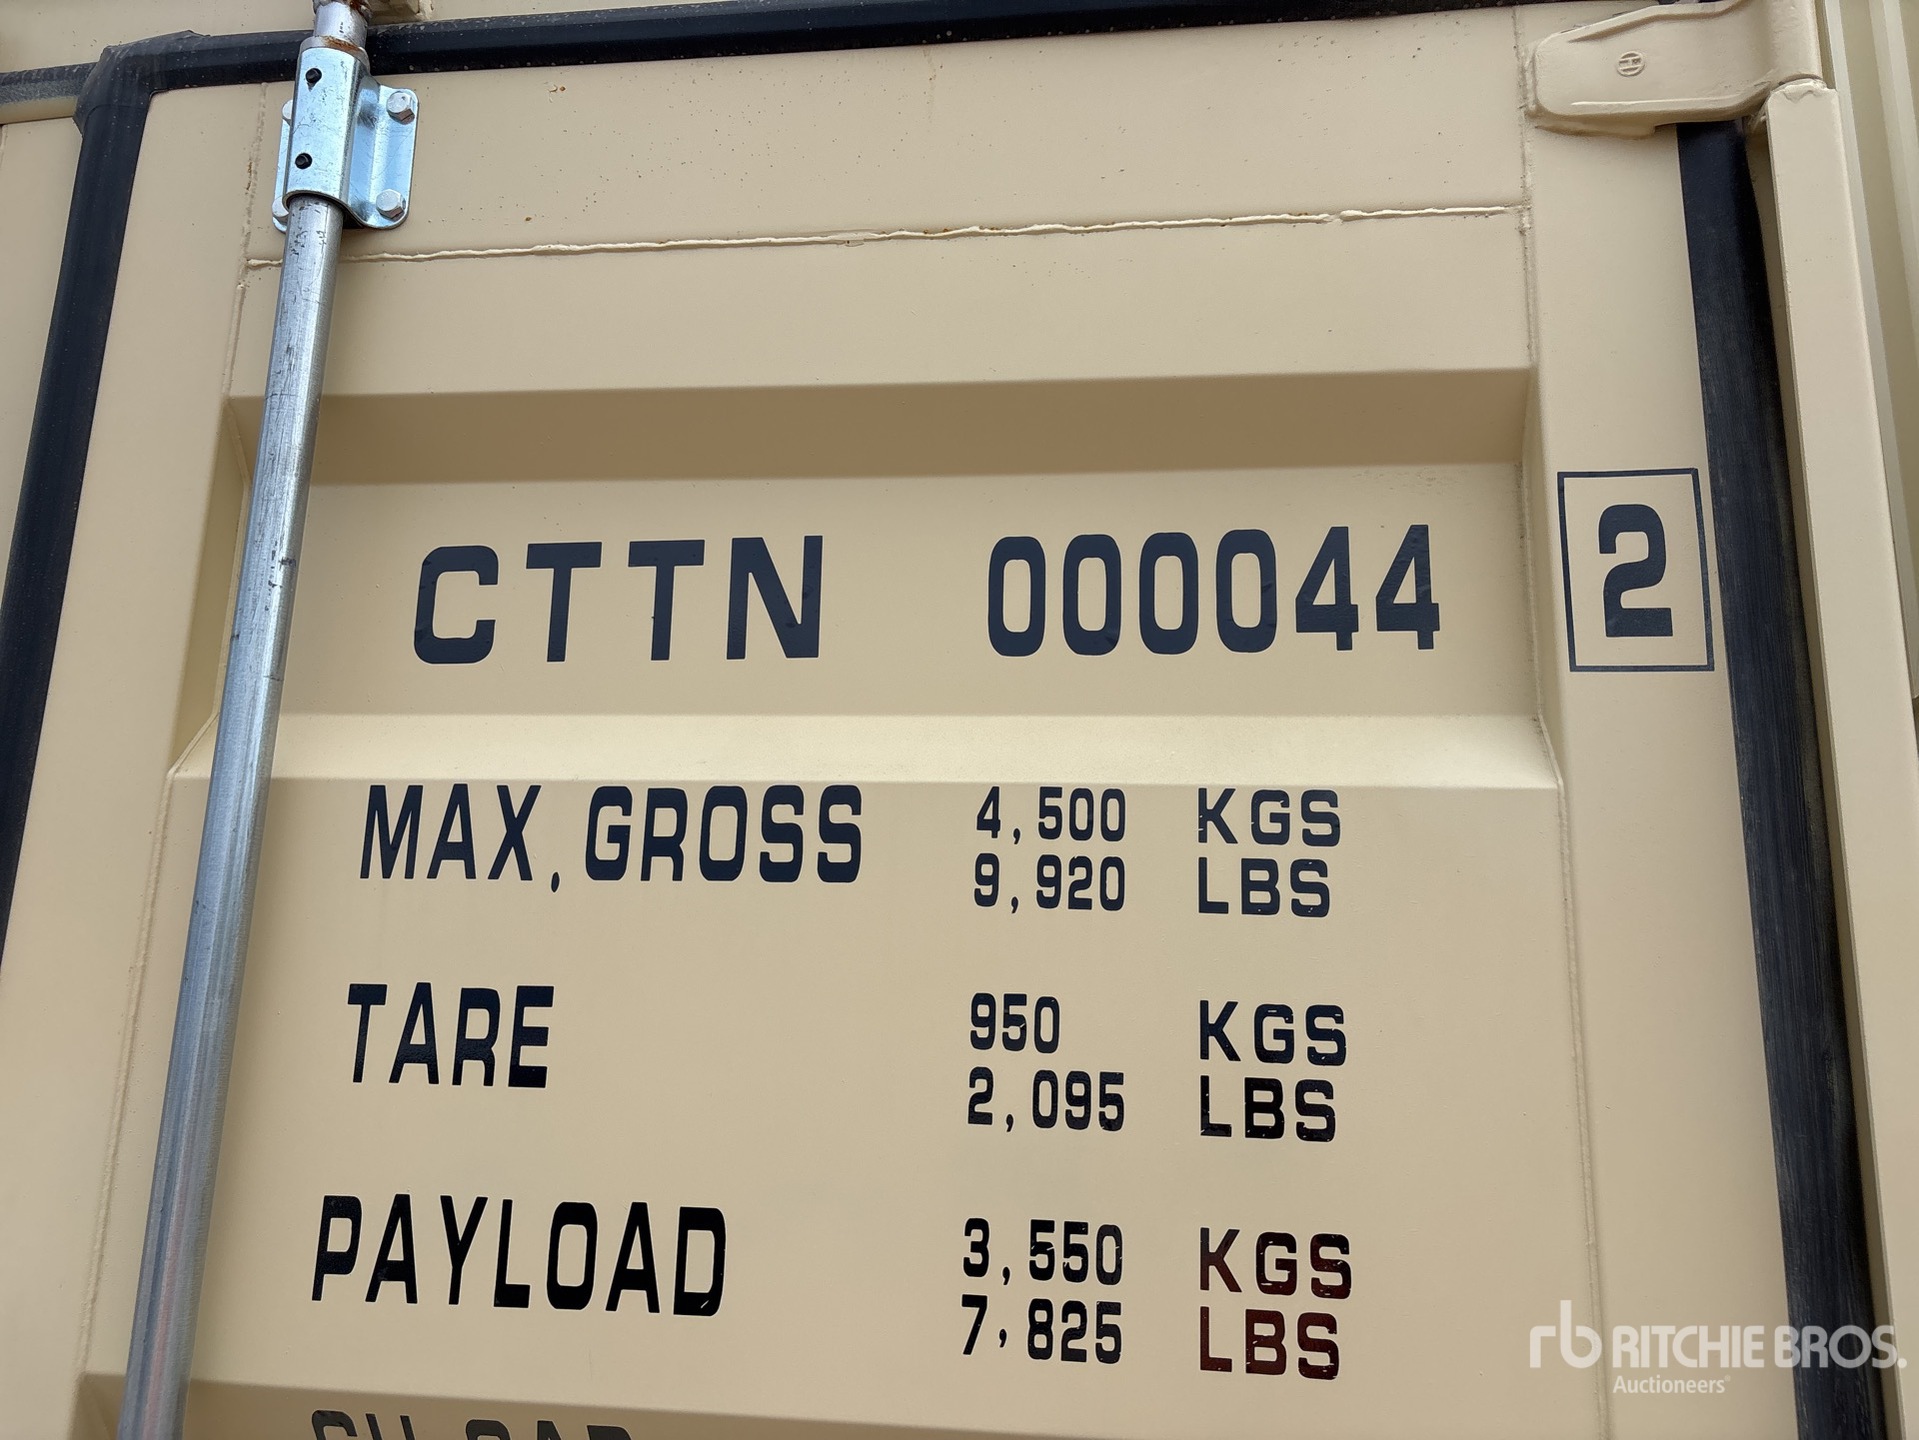 CTTN 000044 2
MAX. GROSS 4,500 KGS
9,920 LBS
TARE 950 KGS
2,095 LBS
PAYLOAD 3,550 KGS
7,825 LBS
rb RITCHIE BROS.
Auctioneers